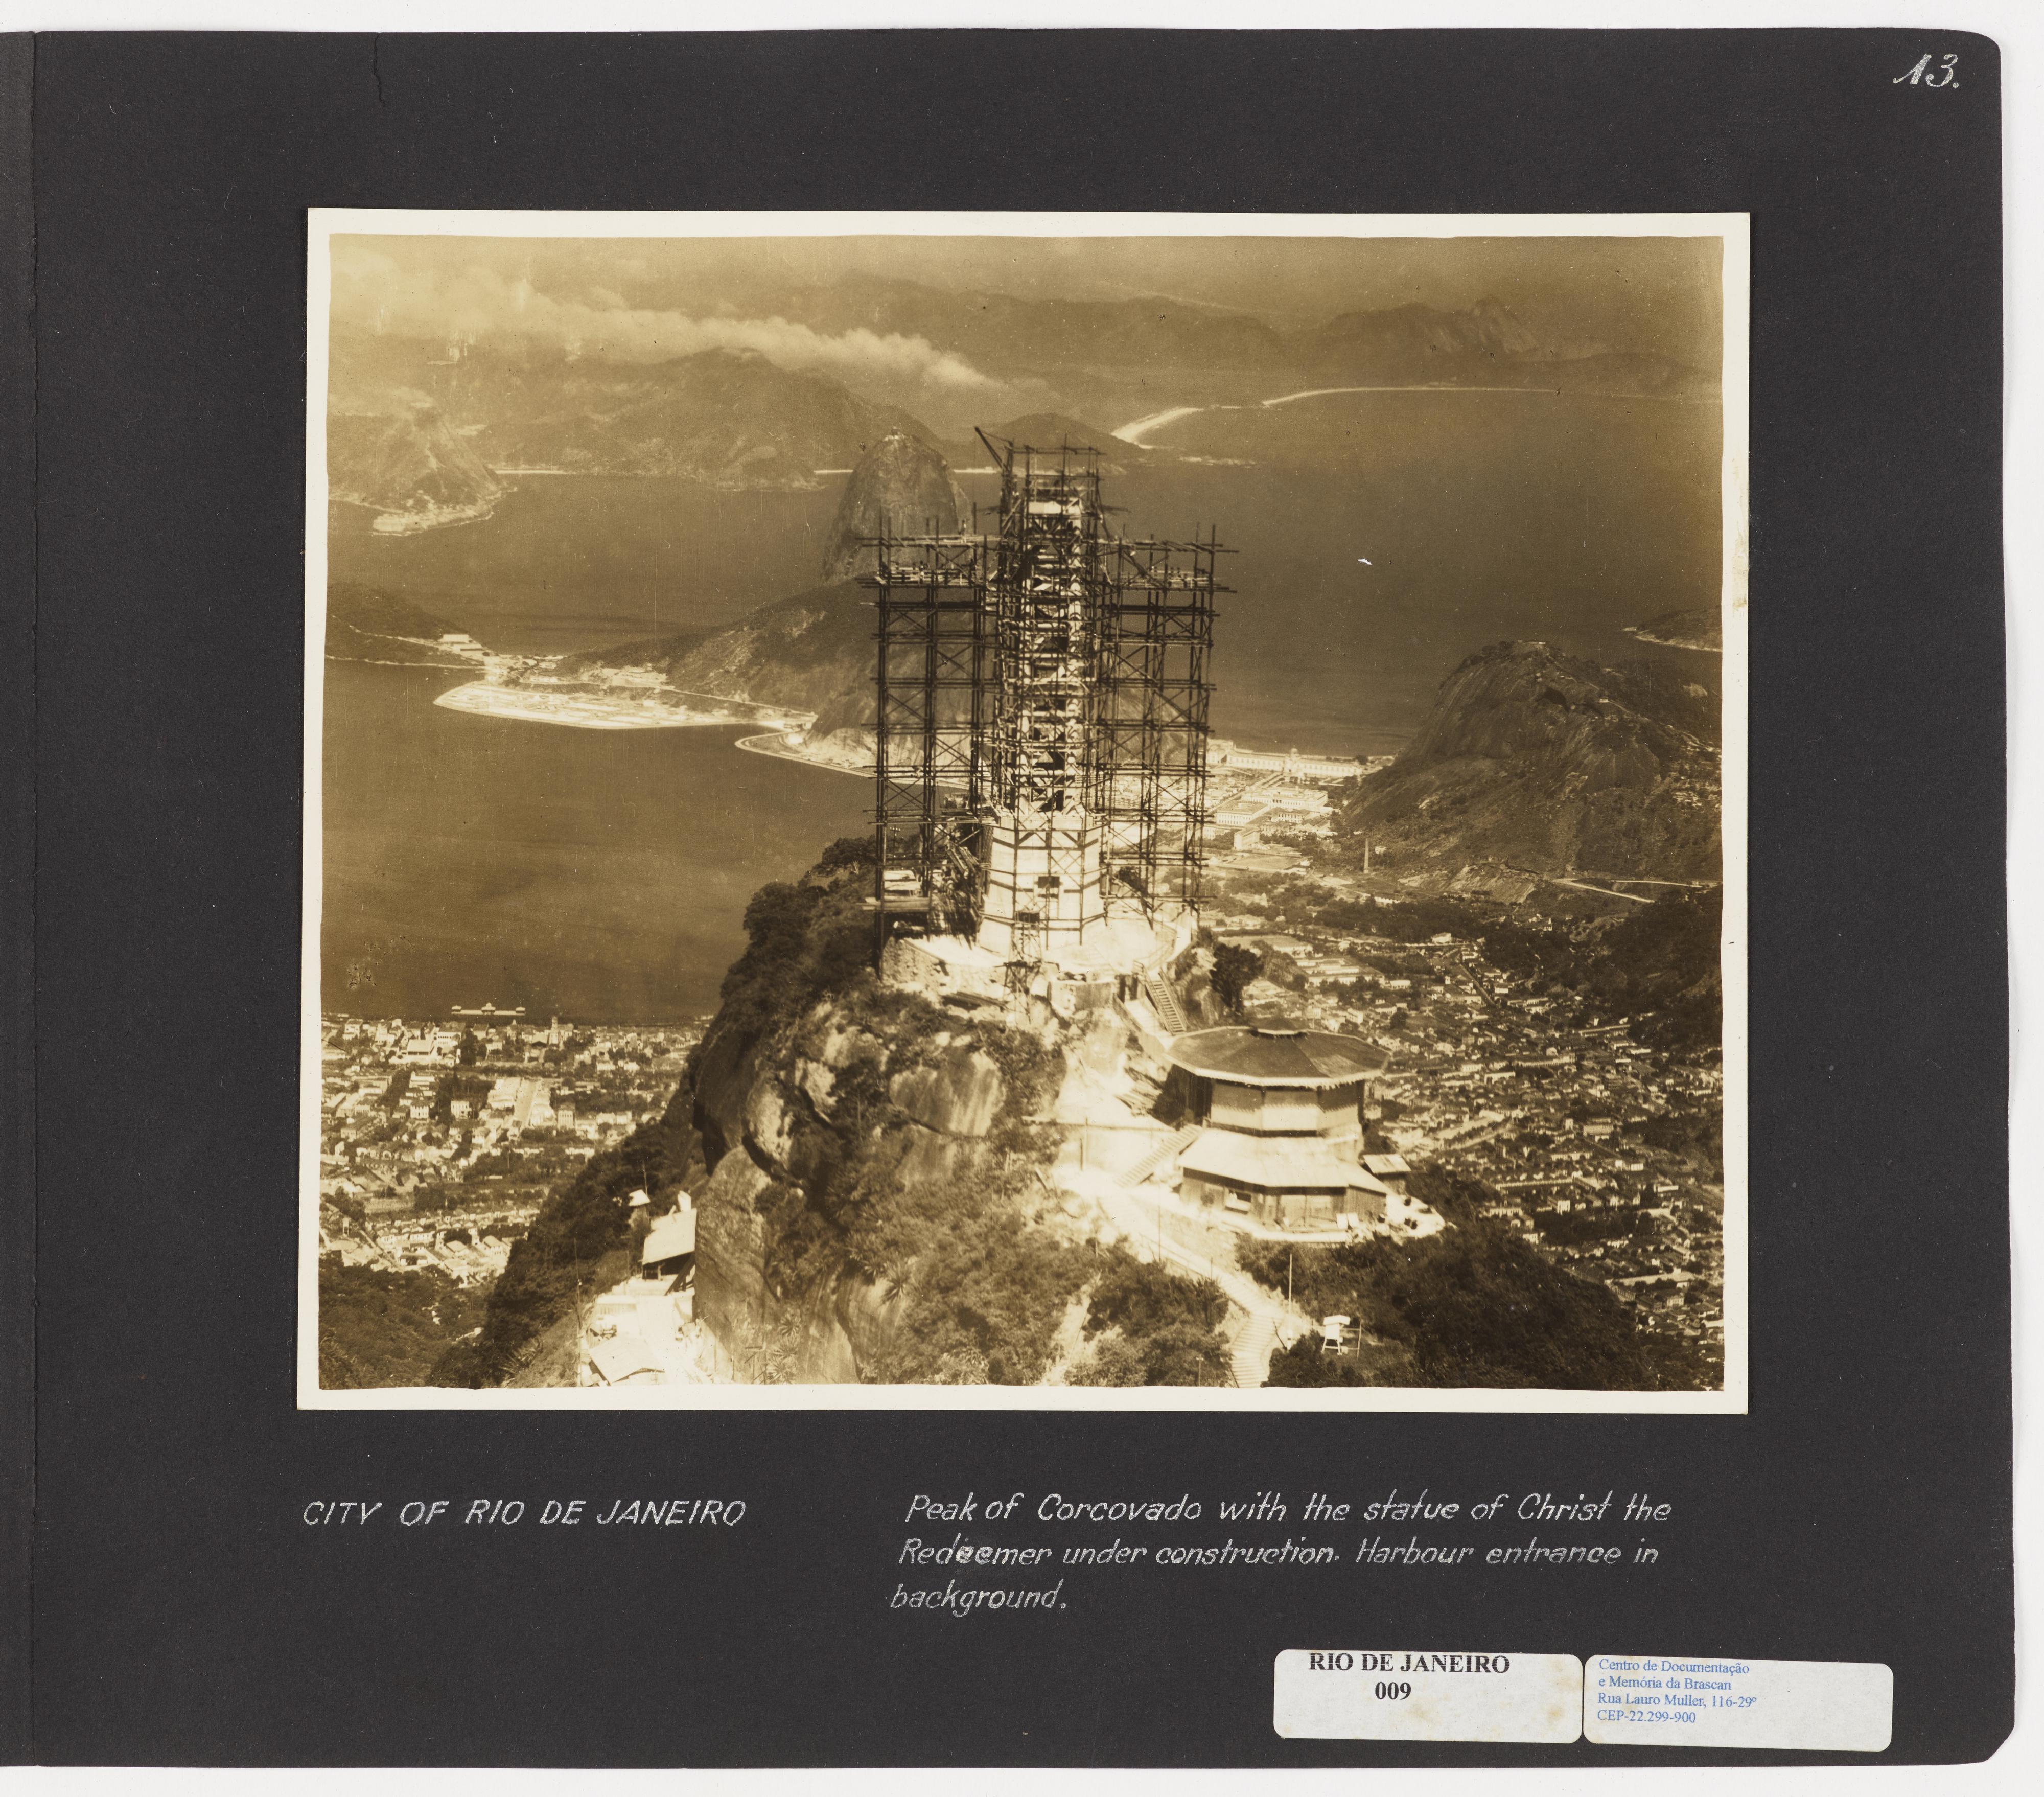 13.
CITY OF RIO DE JANEIRO
Peak of Corcovado with the statue of Christ the
Redeemer under construction. Harbour entrance in
background.
RIO DE JANEIRO
009
Centro de Documentação
e Memória da Brascan
Rua Lauro Muller, 116-29º
CEP-22.299-900